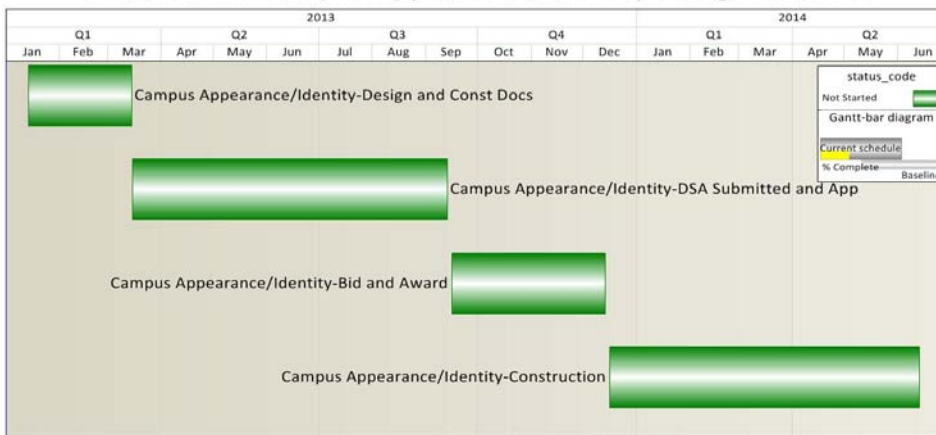 2013 2014
Q1 Q2 Q3 Q4 Q1 Q2
Jan Feb Mar Apr May Jun Jul Aug Sep Oct Nov Dec Jan Feb Mar Apr May Jun
status_code
Not Started
Gantt-bar diagram
Current schedule
% Complete
Baseline
Campus Appearance/Identity-Design and Const Docs
Campus Appearance/Identity-DSA Submitted and App
Campus Appearance/Identity-Bid and Award
Campus Appearance/Identity-Construction